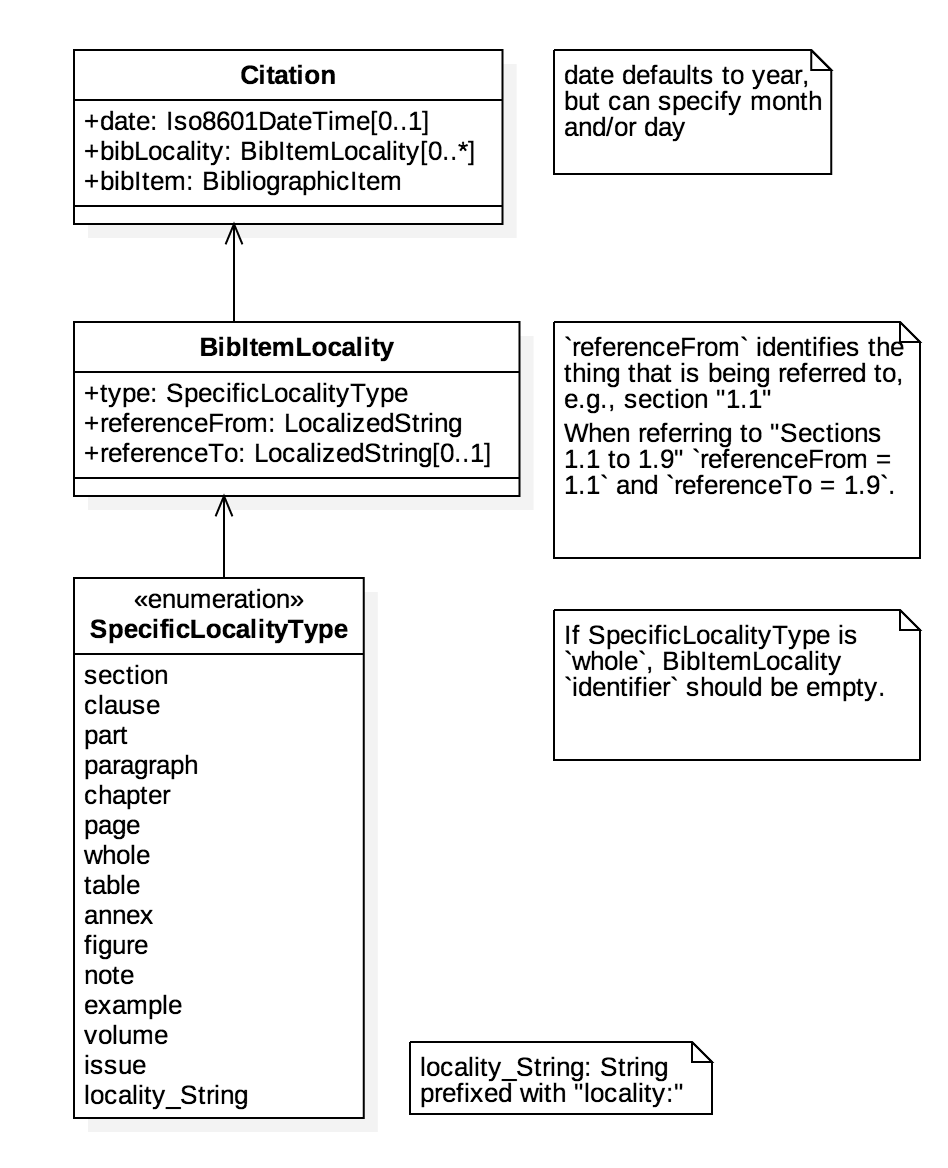 Citation
+date: Iso8601DateTime[0..1]
+bibLocality: BibItemLocality[0..*]
+bibItem: BibliographicItem
date defaults to year,
but can specify month
and/or day
BibItemLocality
+type: SpecificLocalityType
+referenceFrom: LocalizedString
+referenceTo: LocalizedString[0..1]
`referenceFrom` identifies the
thing that is being referred to,
e.g., section "1.1"
When referring to "Sections
1.1 to 1.9" `referenceFrom =
1.1` and `referenceTo = 1.9`.
«enumeration»
SpecificLocalityType
section
clause
part
paragraph
chapter
page
whole
table
annex
figure
note
example
volume
issue
locality_String
If SpecificLocalityType is
`whole`, BibItemLocality
`identifier` should be empty.
locality_String: String
prefixed with "locality:"